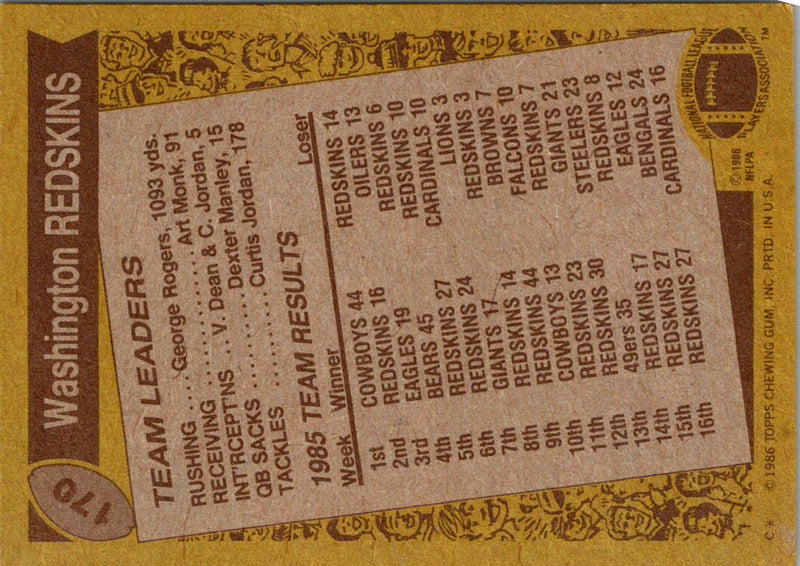 170
Washington REDSKINS
TEAM LEADERS
RUSHING ..... George Rogers, 1093 yds.
RECEIVING ............ Art Monk, 91
INT'RCEPT'NS .. V. Dean & C. Jordan, 5
QB SACKS ........ Dexter Manley, 15
TACKLES ........ Curtis Jordan, 178
1985 TEAM RESULTS
Week Winner Loser
1st COWBOYS 44 REDSKINS 14
2nd REDSKINS 16 OILERS 13
3rd EAGLES 19 REDSKINS 6
4th BEARS 45 REDSKINS 10
5th REDSKINS 27 CARDINALS 10
6th REDSKINS 24 LIONS 3
7th GIANTS 17 REDSKINS 3
8th REDSKINS 14 BROWNS 7
9th REDSKINS 44 FALCONS 10
10th COWBOYS 13 REDSKINS 7
11th REDSKINS 23 GIANTS 21
12th REDSKINS 30 STEELERS 23
13th 49ers 35 REDSKINS 8
14th REDSKINS 17 EAGLES 12
15th REDSKINS 27 BENGALS 24
16th REDSKINS 27 CARDINALS 16
NATIONAL FOOTBALL LEAGUE
PLAYERS ASSOCIATION™
© 1986
NFLPA
C* © 1986 TOPPS CHEWING GUM, INC. PRTD. IN U.S.A.